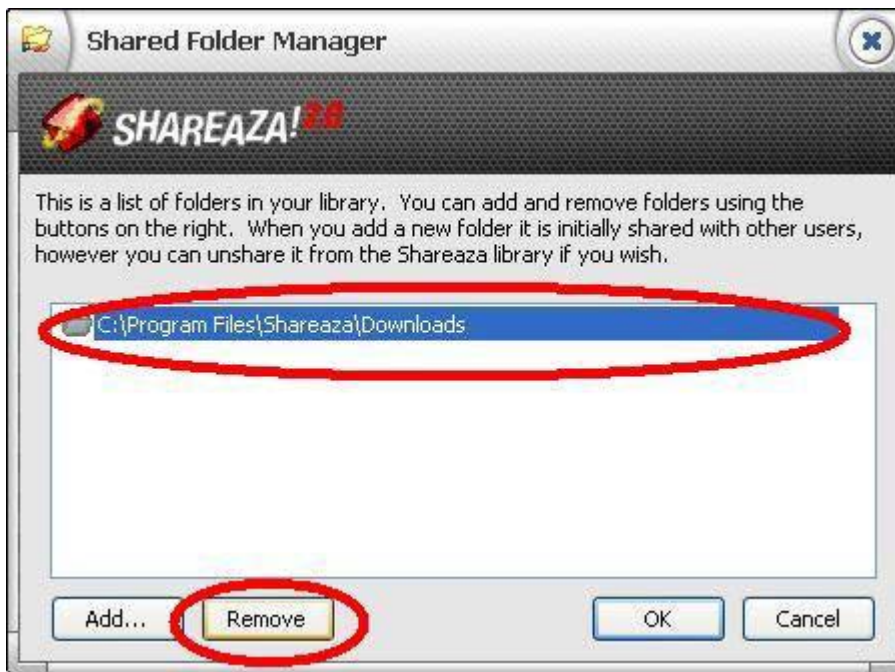 Shared Folder Manager
SHAREAZA! 2.0
This is a list of folders in your library. You can add and remove folders using the
buttons on the right. When you add a new folder it is initially shared with other users,
however you can unshare it from the Shareaza library if you wish.
C:\Program Files\Shareaza\Downloads
Add...
Remove
OK
Cancel